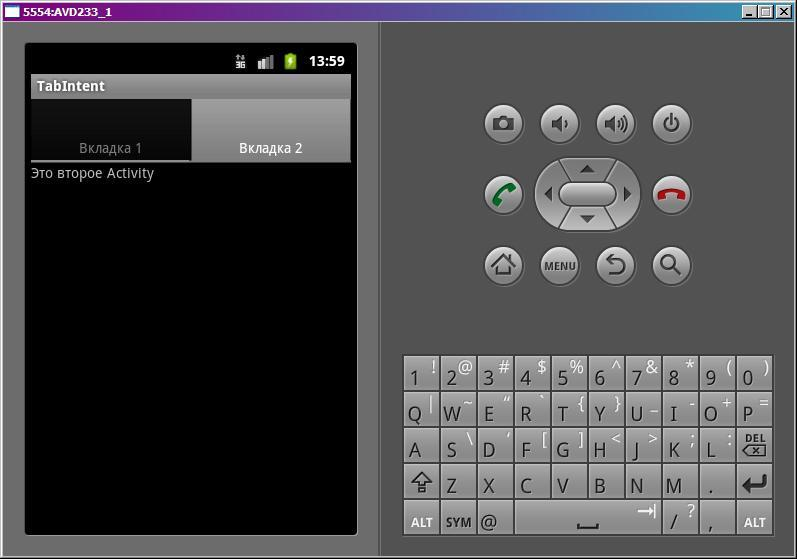 5554:AVD233_1
3G 13:59
TabIntent
Вкладка 1 Вкладка 2
Это второе Activity
MENU
1 ! 2 @ 3 # 4 $ 5 % 6 ^ 7 & 8 * 9 ( 0 )
Q | W ~ E “ R ` T { Y } U _ I - O + P =
A S \ D ‘ F [ G ] H < J > K ; L : DEL
Z X C V B N M .
ALT SYM @ / ? , ALT